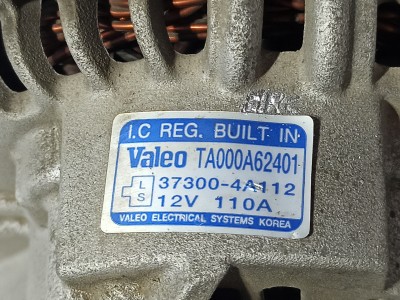 I.C REG. BUILT IN
Valeo TA000A62401
L
S
37300-4A112
12V 110A
VALEO ELECTRICAL SYSTEMS KOREA